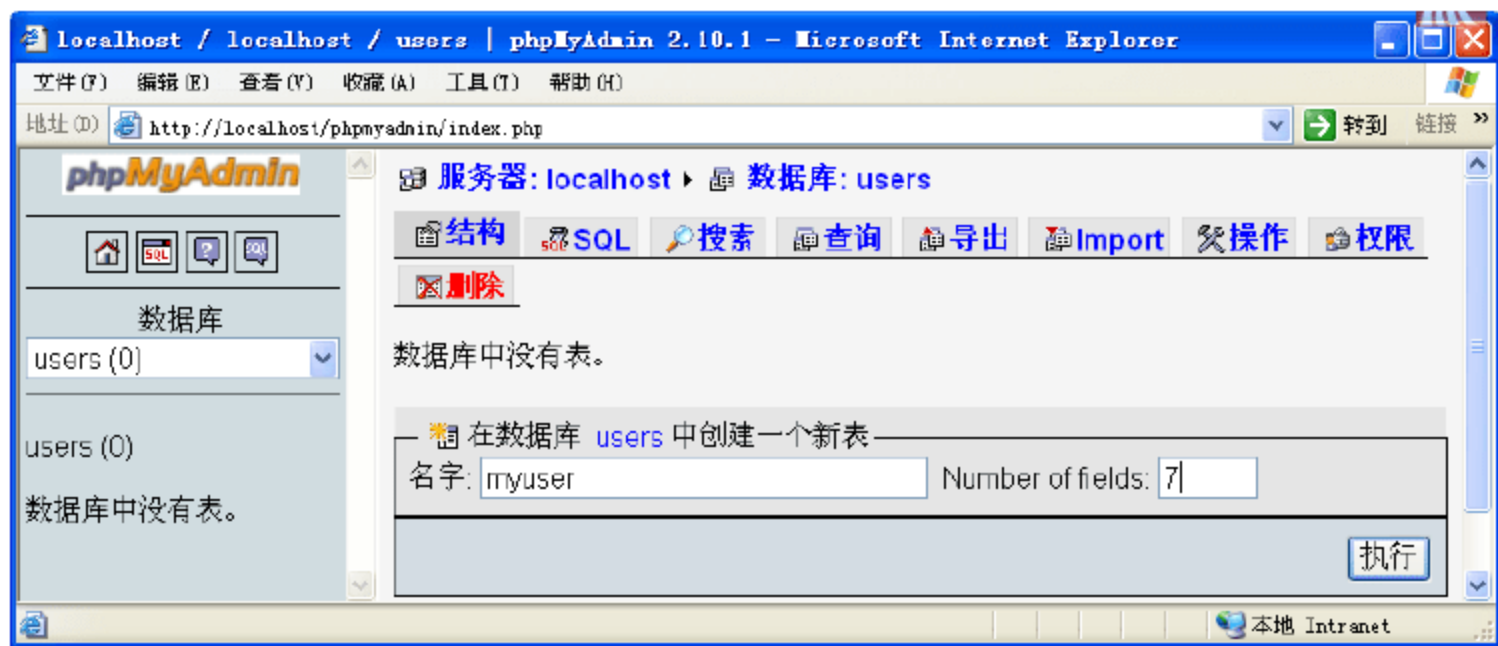 localhost / localhost / users | phpMyAdmin 2.10.1 - Microsoft Internet Explorer
文件(F) 编辑(E) 查看(V) 收藏(A) 工具(T) 帮助(H)
地址(D) http://localhost/phpmyadmin/index.php 转到 链接 »
phpMyAdmin
SQL
SQL
数据库
users (0)
users (0)
数据库中没有表。
服务器: localhost ▸ 数据库: users
结构 SQL 搜索 查询 导出 Import 操作 权限
删除
数据库中没有表。
在数据库 users 中创建一个新表
名字: myuser Number of fields: 7
执行
本地 Intranet